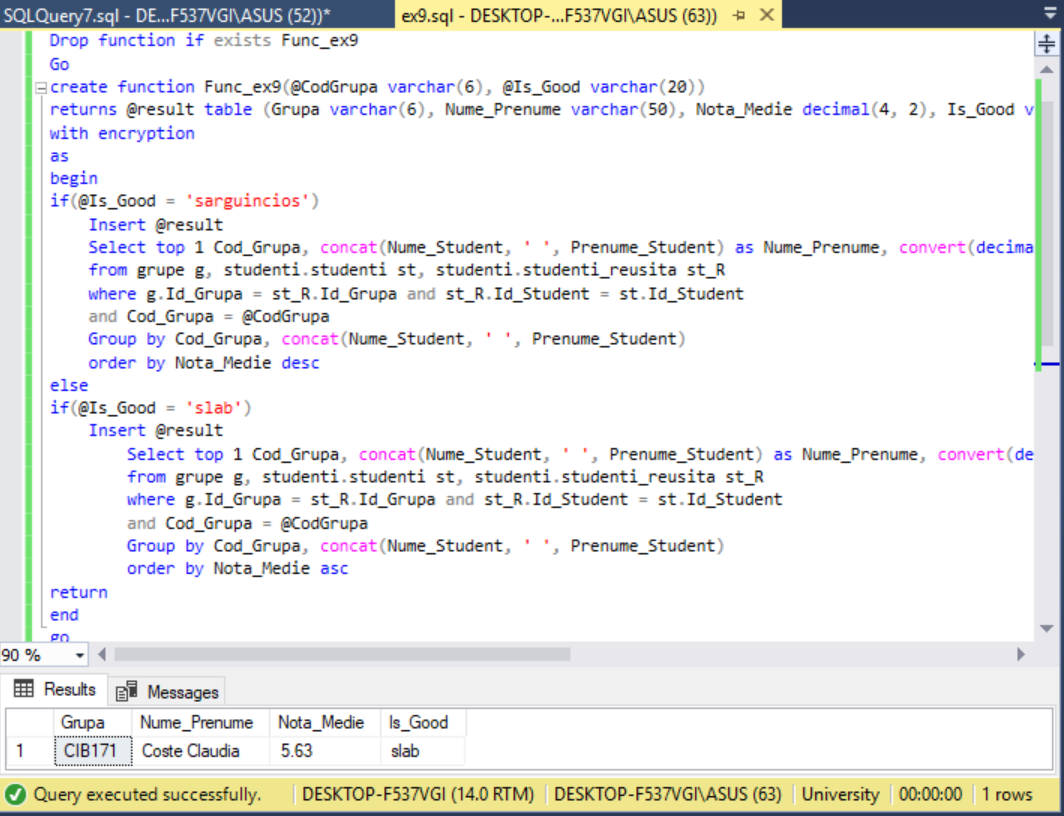 SQLQuery7.sql - DE...F537VGI\ASUS (52))* ex9.sql - DESKTOP-...F537VGI\ASUS (63))
Drop function if exists Func_ex9
Go
create function Func_ex9(@CodGrupa varchar(6), @Is_Good varchar(20))
returns @result table (Grupa varchar(6), Nume_Prenume varchar(50), Nota_Medie decimal(4, 2), Is_Good v
with encryption
as
begin
if(@Is_Good = 'sarguincios')
Insert @result
Select top 1 Cod_Grupa, concat(Nume_Student, ' ', Prenume_Student) as Nume_Prenume, convert(decima
from grupe g, studenti.studenti st, studenti.studenti_reusita st_R
where g.Id_Grupa = st_R.Id_Grupa and st_R.Id_Student = st.Id_Student
and Cod_Grupa = @CodGrupa
Group by Cod_Grupa, concat(Nume_Student, ' ', Prenume_Student)
order by Nota_Medie desc
else
if(@Is_Good = 'slab')
Insert @result
Select top 1 Cod_Grupa, concat(Nume_Student, ' ', Prenume_Student) as Nume_Prenume, convert(de
from grupe g, studenti.studenti st, studenti.studenti_reusita st_R
where g.Id_Grupa = st_R.Id_Grupa and st_R.Id_Student = st.Id_Student
and Cod_Grupa = @CodGrupa
Group by Cod_Grupa, concat(Nume_Student, ' ', Prenume_Student)
order by Nota_Medie asc
return
end
go
90 %
Results Messages
Grupa Nume_Prenume Nota_Medie Is_Good
1 CIB171 Coste Claudia 5.63 slab
Query executed successfully. DESKTOP-F537VGI (14.0 RTM) DESKTOP-F537VGI\ASUS (63) University 00:00:00 1 rows